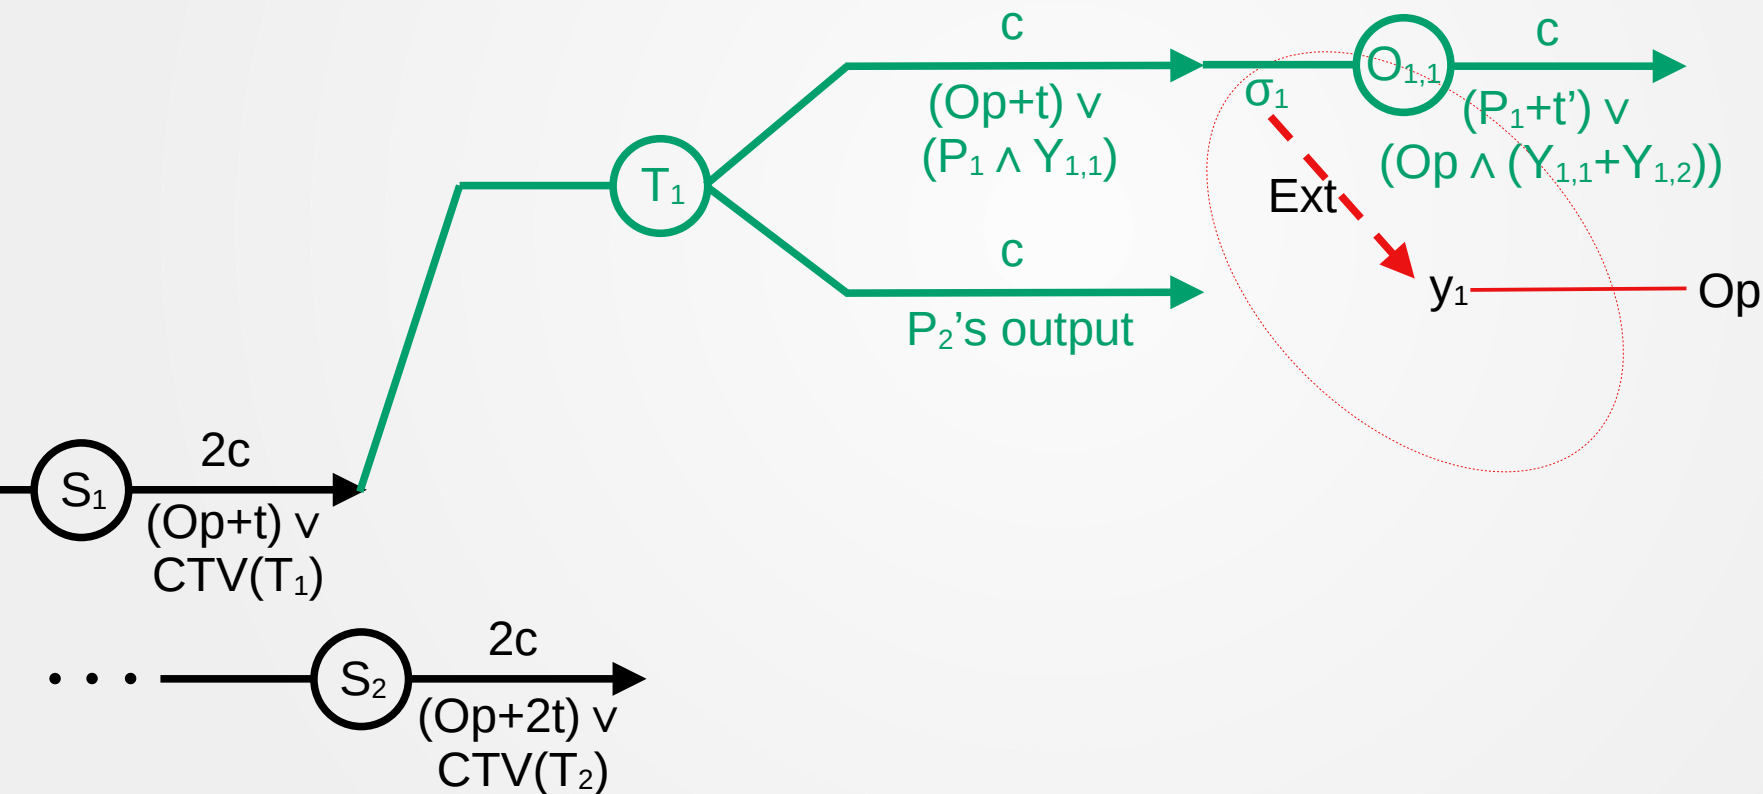 c
(Op+t) ∨
(P₁ ∧ Y₁,₁)
σ₁
O₁,₁
c
(P₁+t’) ∨
(Op ∧ (Y₁,₁+Y₁,₂))
T₁
Ext
c
P₂’s output
y₁
Op
S₁
2c
(Op+t) ∨
CTV(T₁)
. . .
S₂
2c
(Op+2t) ∨
CTV(T₂)